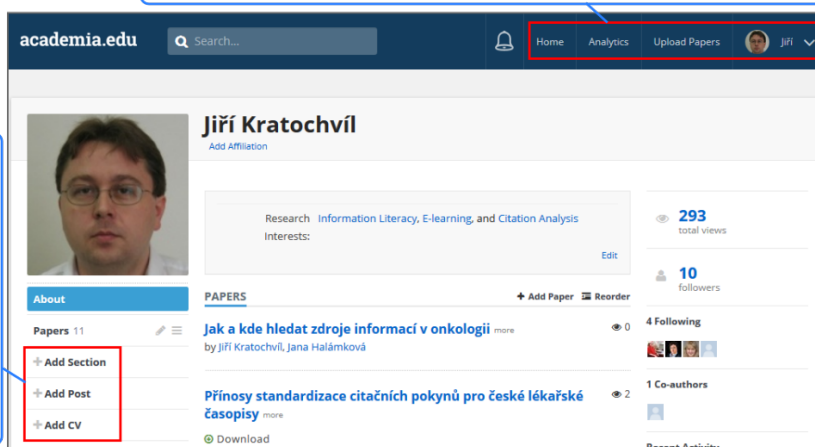 academia.edu
Search...
Home
Analytics
Upload Papers
Jiří
Jiří Kratochvíl
Add Affiliation
Research Interests:
Information Literacy, E-learning, and Citation Analysis
Edit
293
total views
10
followers
About
Papers 11
Add Section
Add Post
Add CV
PAPERS
Add Paper
Reorder
Jak a kde hledat zdroje informací v onkologii more
0
by Jiří Kratochvíl, Jana Halámková
Přínosy standardizace citačních pokynů pro české lékařské
2
časopisy more
Download
4 Following
1 Co-authors
Recent Activity